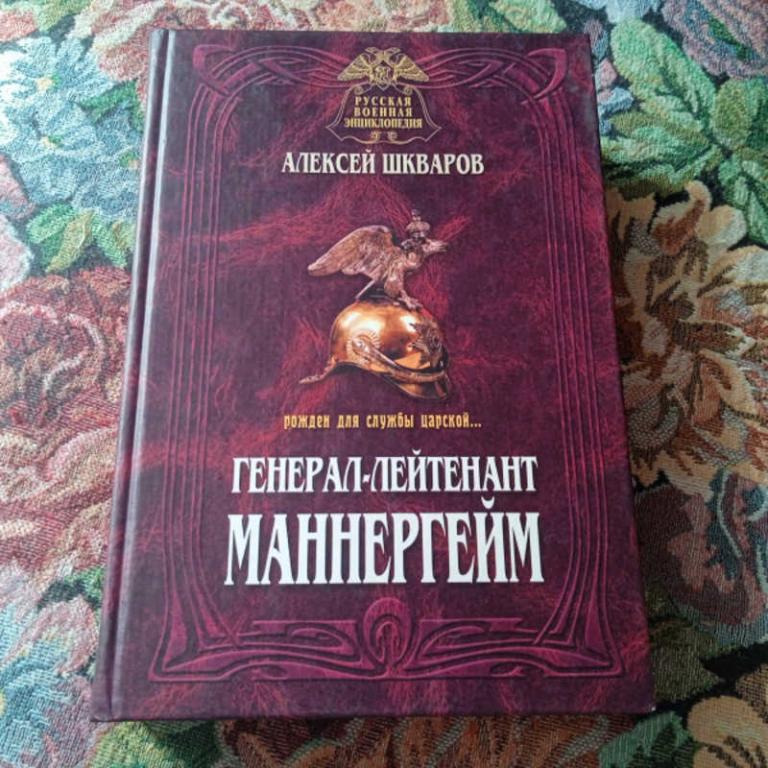 РУССКАЯ
ВОЕННАЯ
ЭНЦИКЛОПЕДИЯ
АЛЕКСЕЙ ШКВАРОВ
рожден для службы царской...
ГЕНЕРАЛ-ЛЕЙТЕНАНТ
МАННЕРГЕЙМ